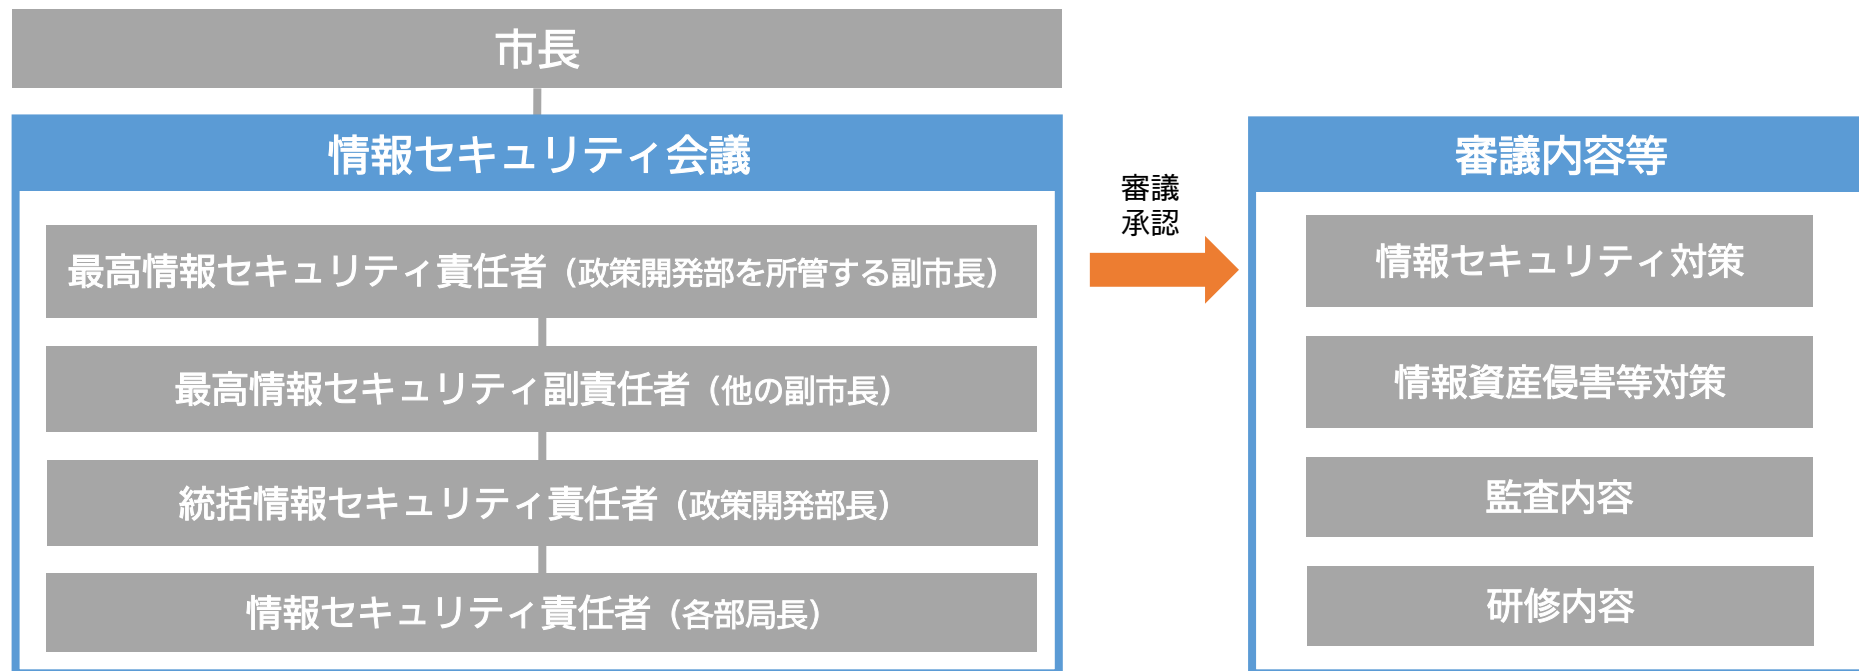 市長
情報セキュリティ会議
最高情報セキュリティ責任者（政策開発部を所管する副市長）
最高情報セキュリティ副責任者（他の副市長）
統括情報セキュリティ責任者（政策開発部長）
情報セキュリティ責任者（各部局長）
審議
承認
審議内容等
情報セキュリティ対策
情報資産侵害等対策
監査内容
研修内容